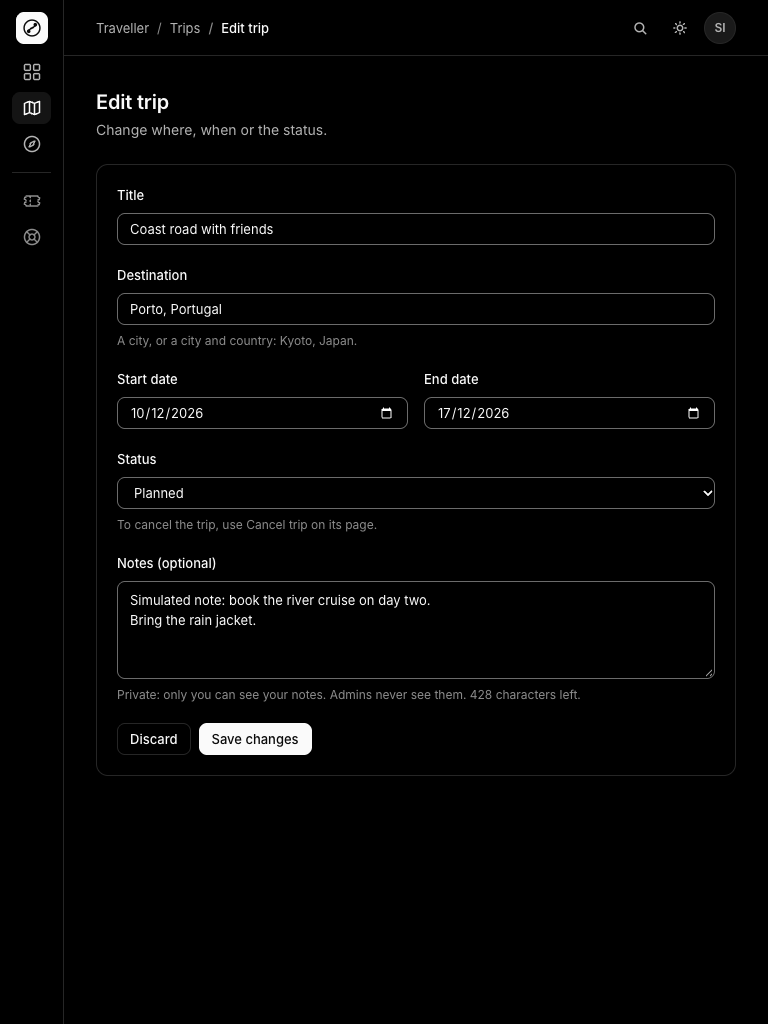 Traveller / Trips / Edit trip
SI
Edit trip
Change where, when or the status.
Title
Coast road with friends
Destination
Porto, Portugal
A city, or a city and country: Kyoto, Japan.
Start date
End date
10/12/2026
17/12/2026
Status
Planned
To cancel the trip, use Cancel trip on its page.
Notes (optional)
Simulated note: book the river cruise on day two.
Bring the rain jacket.
Private: only you can see your notes. Admins never see them. 428 characters left.
Discard
Save changes